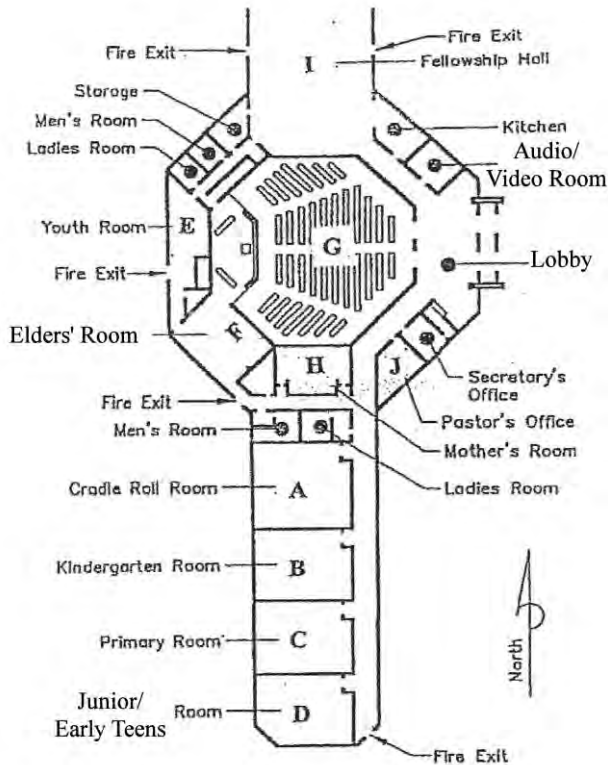 Fire Exit
Fire Exit
I
Fellowship Hall
Storage
Men's Room
Kitchen
Ladies Room
Audio/
Video Room
E
Youth Room
G
Lobby
Fire Exit
Elders' Room
F
H
J
Secretary's
Office
Fire Exit
Pastor's Office
Men's Room
Mother's Room
A
Cradle Roll Room
Ladies Room
Kindergarten Room
B
Primary Room
C
North
Junior/
Early Teens
Room
D
Fire Exit